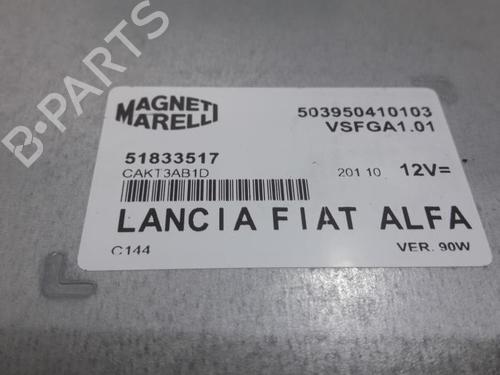 MAGNETI
MARELLI
503950410103
VSFGA1.01
51833517
CAKT3AB1D
201 10 12V=
LANCIA FIAT ALFA
C144
VER. 90W
B-PARTS